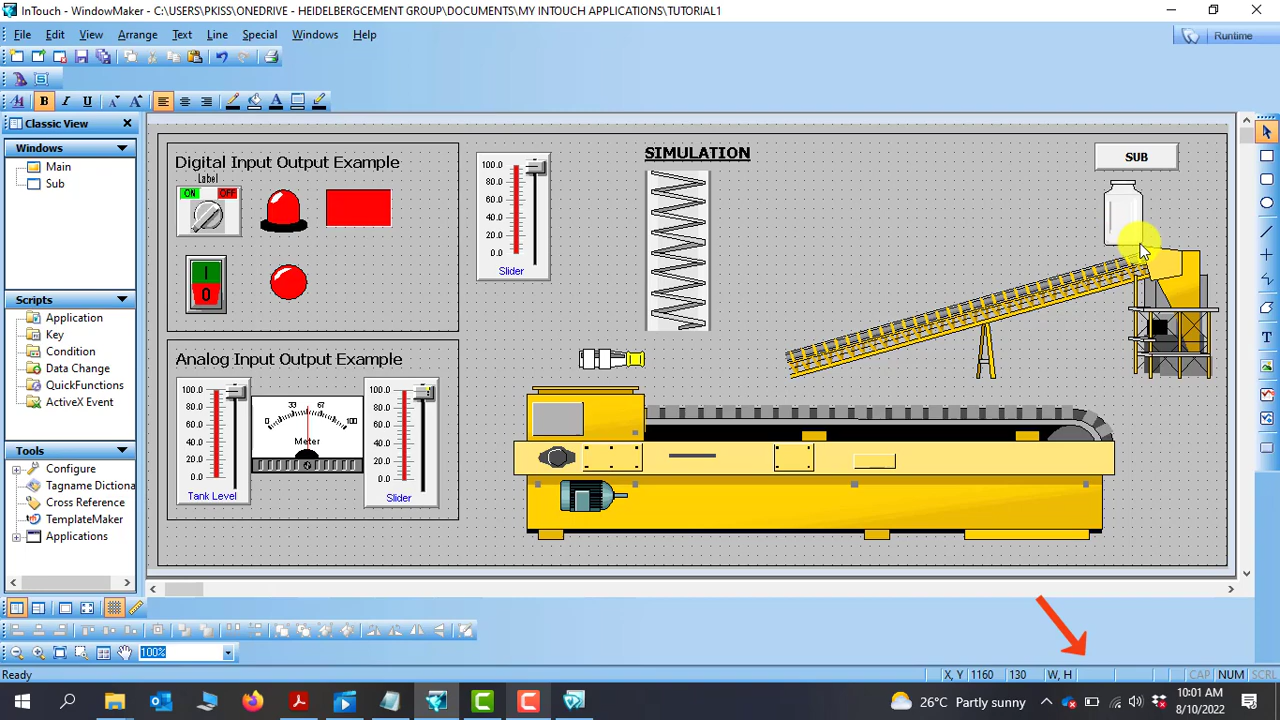 InTouch - WindowMaker - C:\USERS\PKISS\ONEDRIVE - HEIDELBERGCEMENT GROUP\DOCUMENTS\MY INTOUCH APPLICATIONS\TUTORIAL1
File Edit View Arrange Text Line Special Windows Help
Runtime
Classic View
Windows
Main
Sub
Scripts
Application
Key
Condition
Data Change
QuickFunctions
ActiveX Event
Tools
Configure
Tagname Dictiona
Cross Reference
TemplateMaker
Applications
Digital Input Output Example
Label
ON OFF
I
0
100.0
80.0
60.0
40.0
20.0
0.0
Slider
SIMULATION
SUB
Analog Input Output Example
100.0
80.0
60.0
40.0
20.0
0.0
Tank Level
0 33 67 100
Meter
100.0
80.0
60.0
40.0
20.0
0.0
Slider
100%
Ready
X, Y 1160 130 W, H CAP NUM SCRL
26°C Partly sunny
10:01 AM
8/10/2022